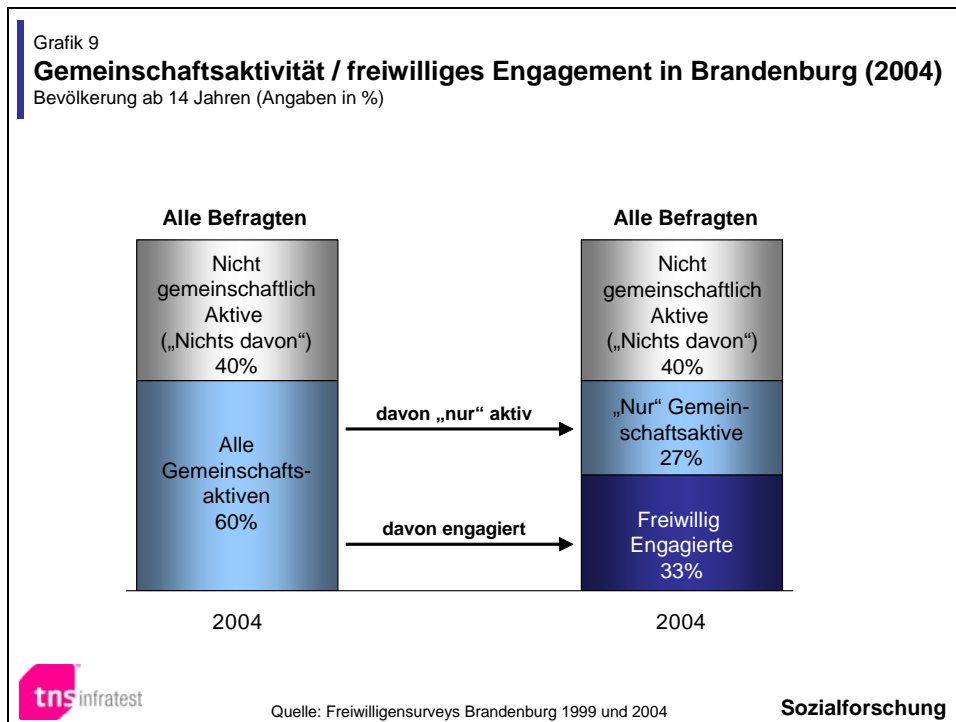 Grafik 9
Gemeinschaftsaktivität / freiwilliges Engagement in Brandenburg (2004)
Bevölkerung ab 14 Jahren (Angaben in %)
Alle Befragten
Nicht
gemeinschaftlich
Aktive
(„Nichts davon“)
40%
Alle
Gemeinschafts-
aktiven
60%
2004
davon „nur“ aktiv
davon engagiert
Alle Befragten
Nicht
gemeinschaftlich
Aktive
(„Nichts davon“)
40%
„Nur“ Gemein-
schaftsaktive
27%
Freiwillig
Engagierte
33%
2004
tns infratest
Quelle: Freiwilligensurveys Brandenburg 1999 und 2004
Sozialforschung